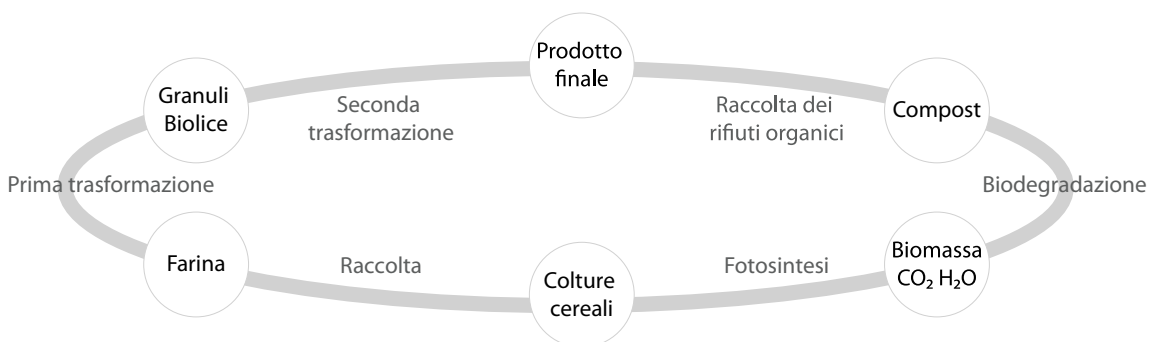 Prodotto
finale
Granuli
Biolice
Seconda
trasformazione
Raccolta dei
rifiuti organici
Compost
Prima trasformazione
Biodegradazione
Farina
Raccolta
Colture
cereali
Fotosintesi
Biomassa
CO₂ H₂O